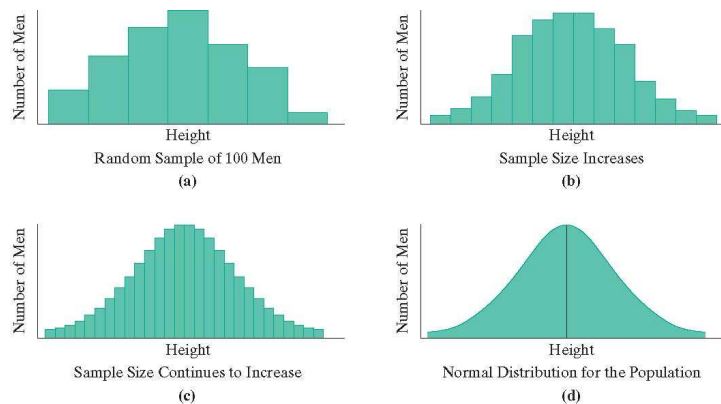 Number of Men
Height
Random Sample of 100 Men
(a)
Number of Men
Height
Sample Size Increases
(b)
Number of Men
Height
Sample Size Continues to Increase
(c)
Number of Men
Height
Normal Distribution for the Population
(d)